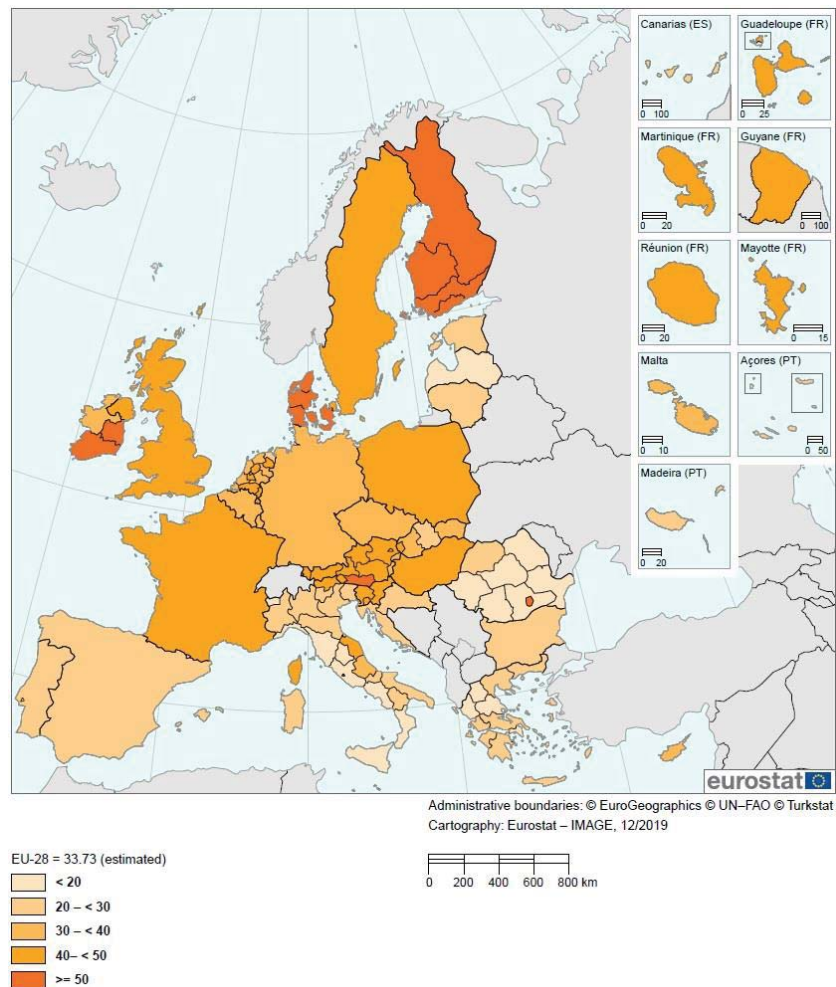 Canarias (ES)
0 100
Guadeloupe (FR)
0 25
Martinique (FR)
0 20
Guyane (FR)
0 100
Réunion (FR)
0 20
Mayotte (FR)
0 15
Malta
0 10
Açores (PT)
0 50
Madeira (PT)
0 20
eurostat
Administrative boundaries: © EuroGeographics © UN–FAO © Turkstat
Cartography: Eurostat – IMAGE, 12/2019
EU-28 = 33.73 (estimated)
< 20
20 – < 30
30 – < 40
40– < 50
>= 50
0 200 400 600 800 km